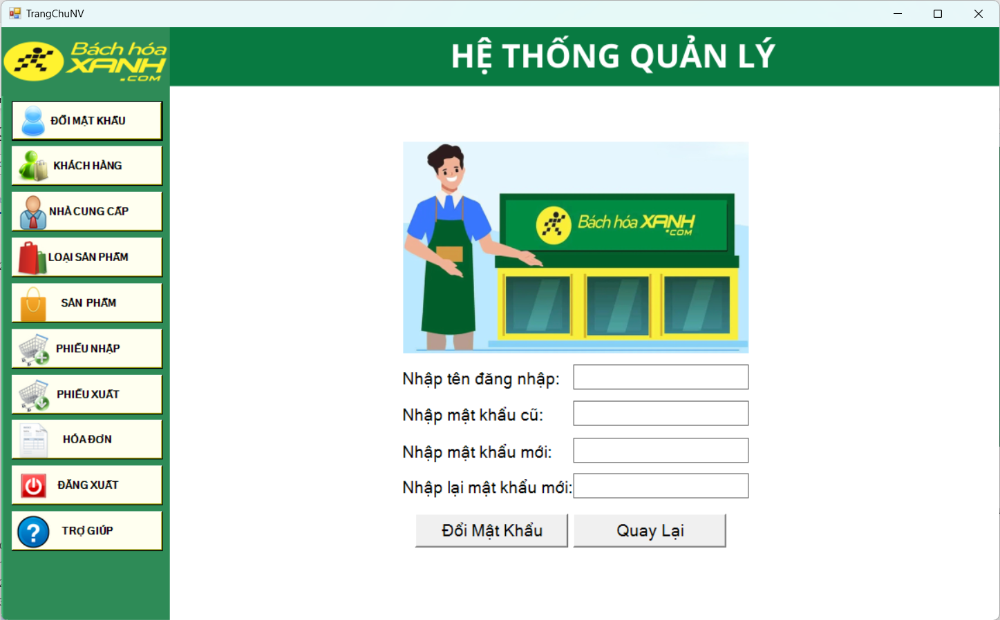 TrangChuNV
Bách hóa
XANH
.COM
HỆ THỐNG QUẢN LÝ
ĐỔI MẬT KHẨU
KHÁCH HÀNG
NHÀ CUNG CẤP
LOẠI SẢN PHẨM
SẢN PHẨM
PHIẾU NHẬP
PHIẾU XUẤT
HÓA ĐƠN
ĐĂNG XUẤT
TRỢ GIÚP
Bách hóa XANH
.COM
Nhập tên đăng nhập:
Nhập mật khẩu cũ:
Nhập mật khẩu mới:
Nhập lại mật khẩu mới:
Đổi Mật Khẩu
Quay Lại